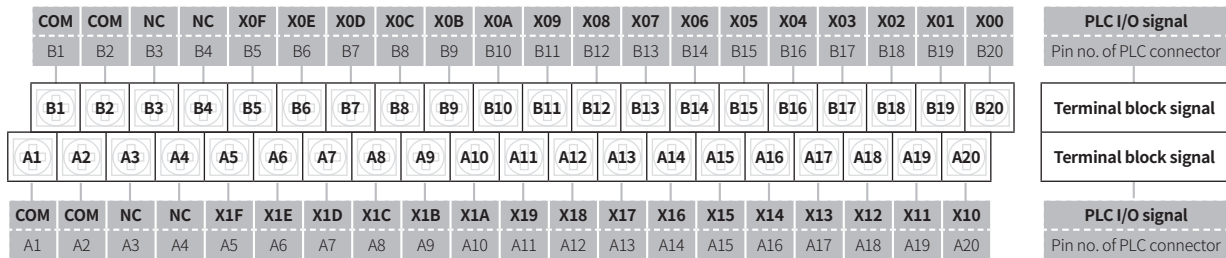 COM COM NC NC X0F X0E X0D X0C X0B X0A X09 X08 X07 X06 X05 X04 X03 X02 X01 X00 PLC I/O signal
B1 B2 B3 B4 B5 B6 B7 B8 B9 B10 B11 B12 B13 B14 B15 B16 B17 B18 B19 B20 Pin no. of PLC connector
B1 B2 B3 B4 B5 B6 B7 B8 B9 B10 B11 B12 B13 B14 B15 B16 B17 B18 B19 B20 Terminal block signal
A1 A2 A3 A4 A5 A6 A7 A8 A9 A10 A11 A12 A13 A14 A15 A16 A17 A18 A19 A20 Terminal block signal
COM COM NC NC X1F X1E X1D X1C X1B X1A X19 X18 X17 X16 X15 X14 X13 X12 X11 X10 PLC I/O signal
A1 A2 A3 A4 A5 A6 A7 A8 A9 A10 A11 A12 A13 A14 A15 A16 A17 A18 A19 A20 Pin no. of PLC connector